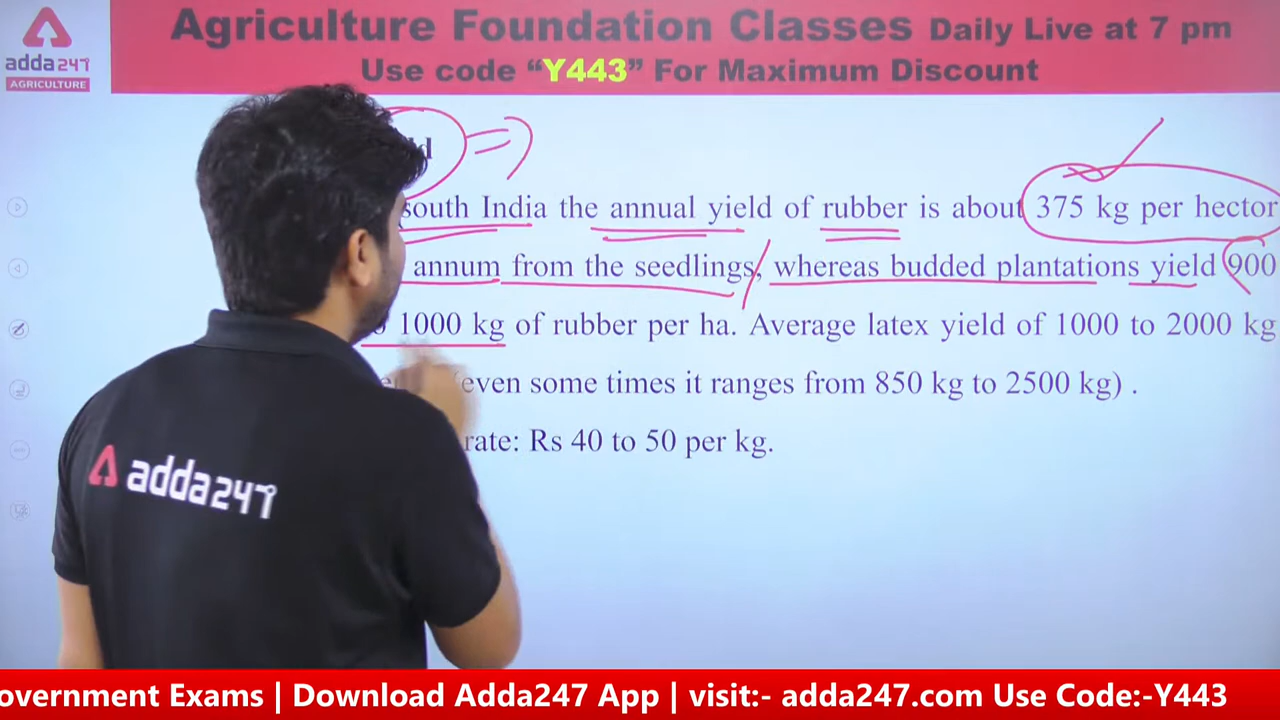 Agriculture Foundation Classes Daily Live at 7 pm
Use code “Y443” For Maximum Discount
adda247
AGRICULTURE
south India the annual yield of rubber is about 375 kg per hector
annum from the seedlings, whereas budded plantations yield 900
1000 kg of rubber per ha. Average latex yield of 1000 to 2000 kg
(even some times it ranges from 850 kg to 2500 kg) .
rate: Rs 40 to 50 per kg.
adda247
overnment Exams | Download Adda247 App | visit:- adda247.com Use Code:-Y443